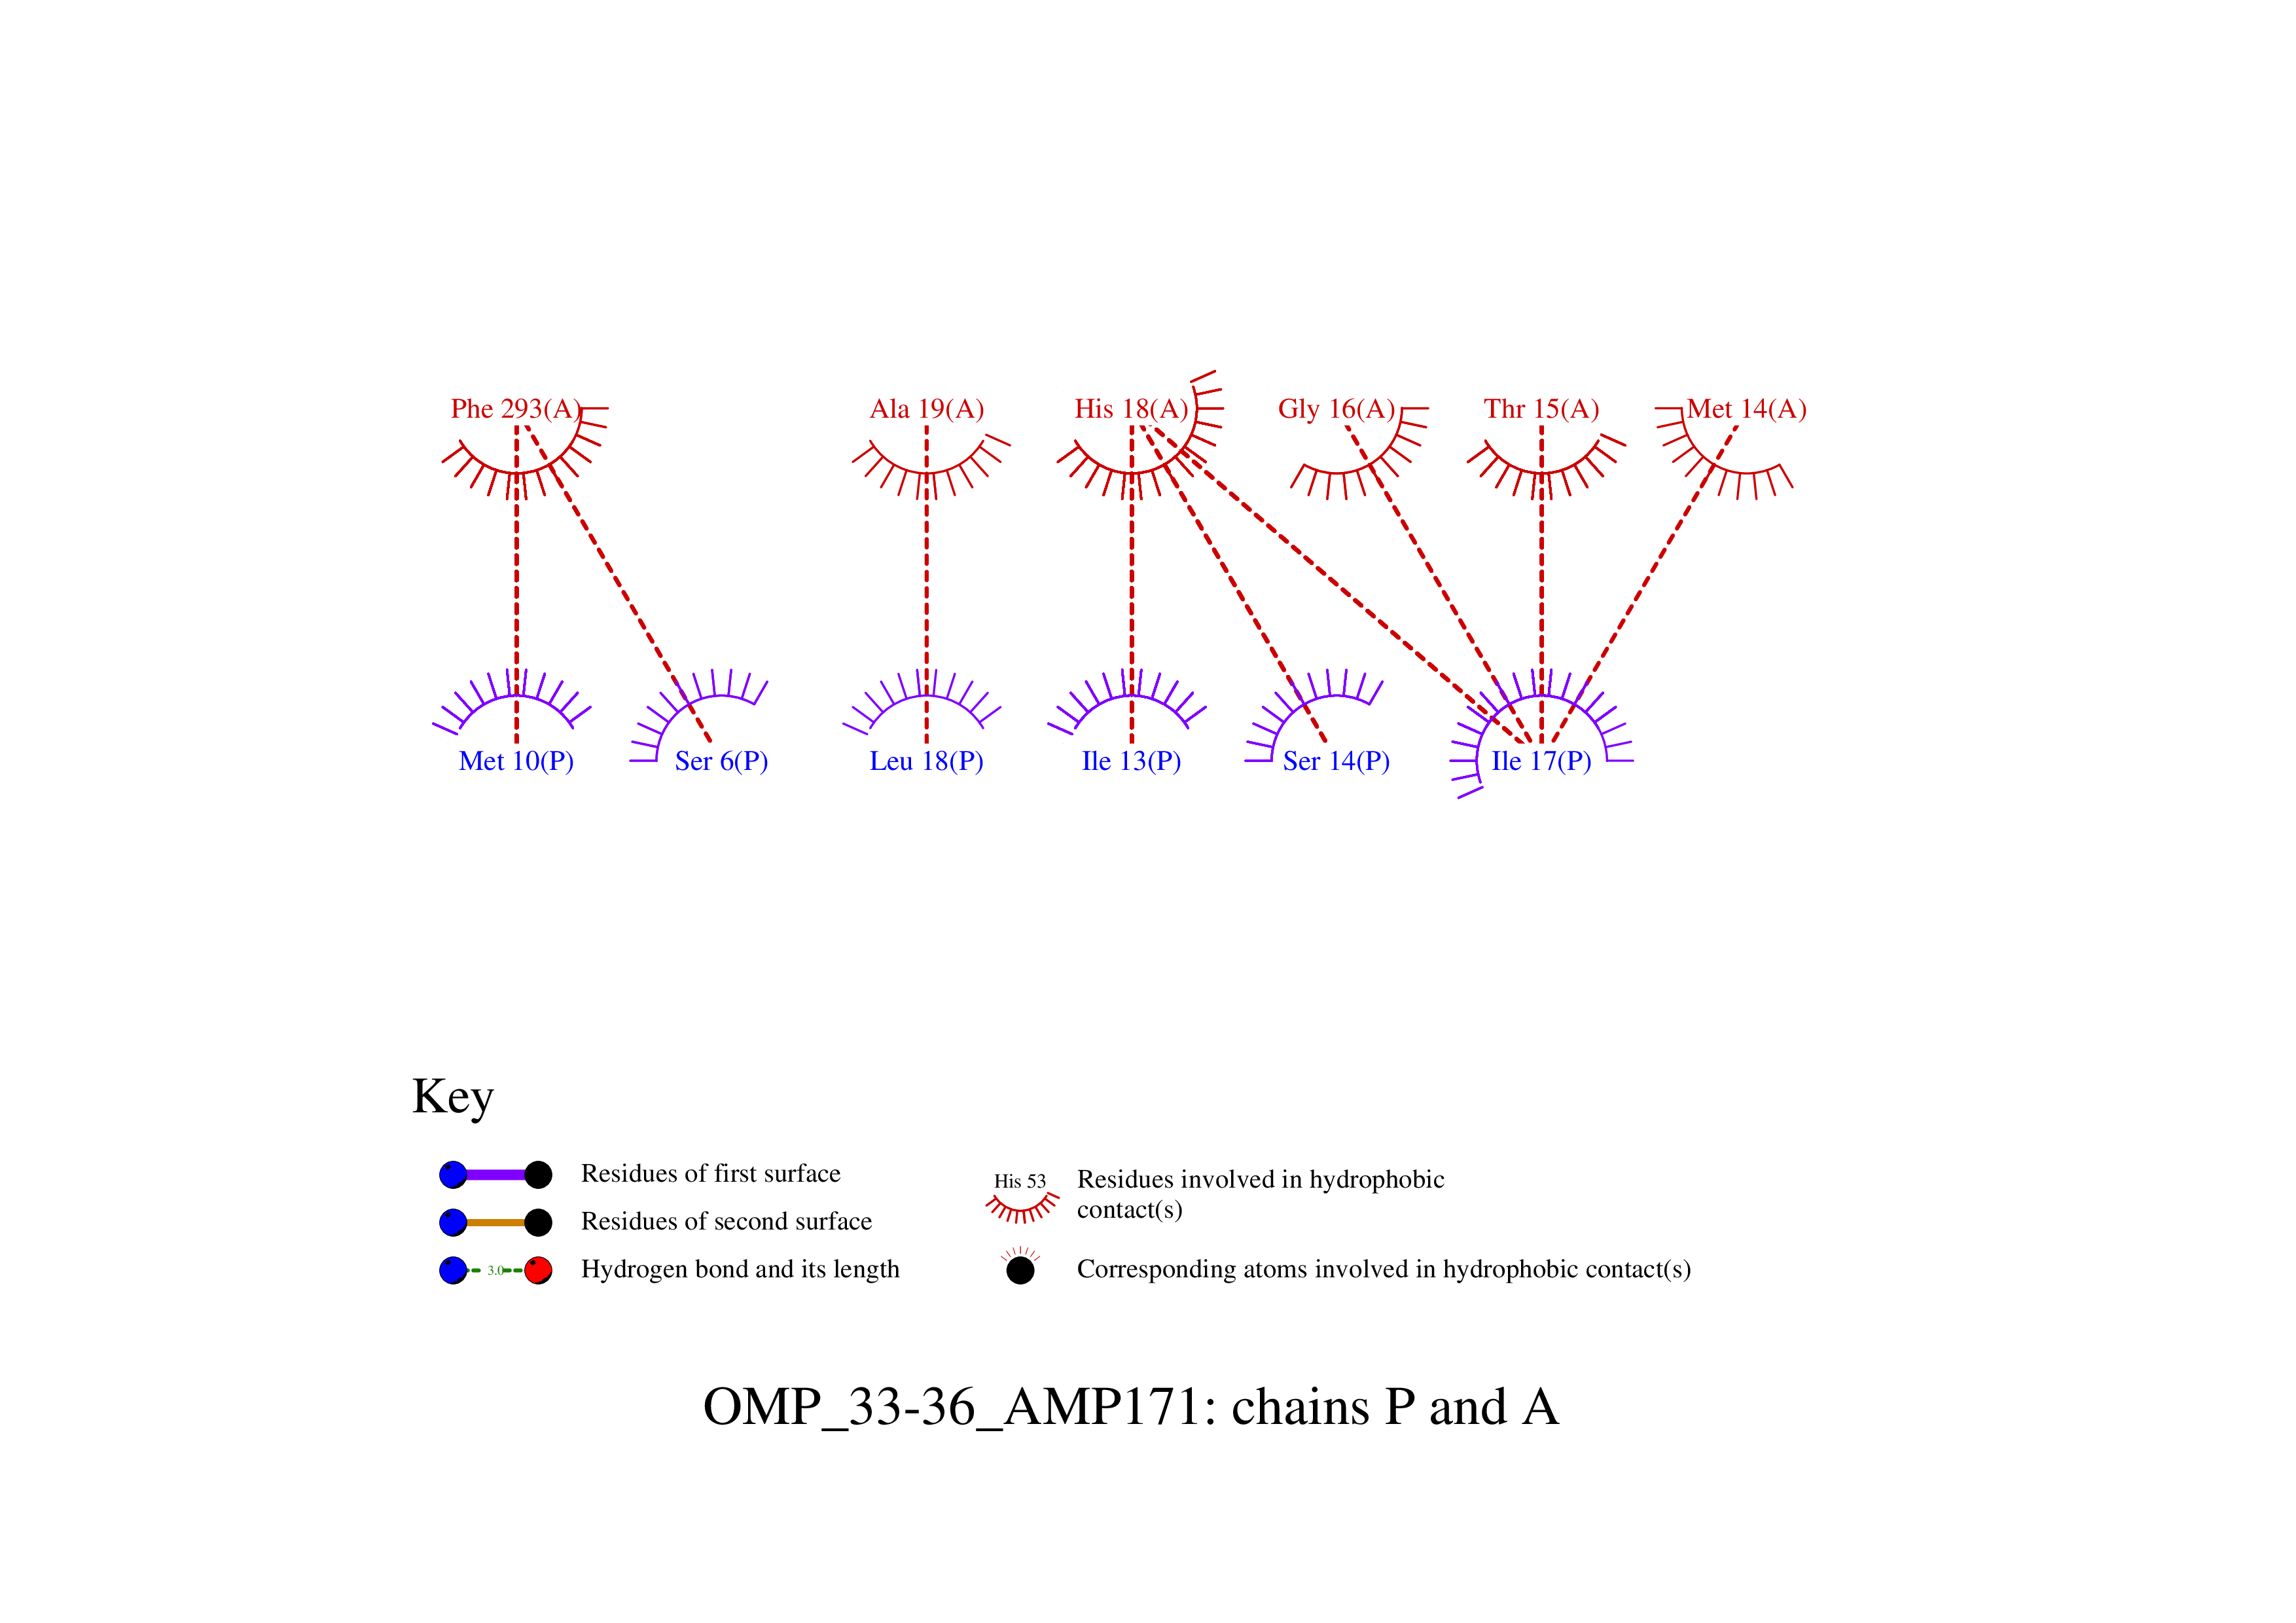 Phe 293(A) Ala 19(A) His 18(A) Gly 16(A) Thr 15(A) Met 14(A)
Met 10(P) Ser 6(P) Leu 18(P) Ile 13(P) Ser 14(P) Ile 17(P)
Key
Residues of first surface
Residues of second surface
3.0 Hydrogen bond and its length
His 53 Residues involved in hydrophobic
contact(s)
Corresponding atoms involved in hydrophobic contact(s)
OMP_33-36_AMP171: chains P and A